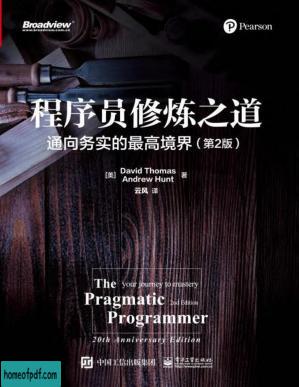 Broadview®
www.broadview.com.cn
Pearson
程序员修炼之道
通向务实的最高境界（第2版）
[美] David Thomas
Andrew Hunt 著
云风 译
The your journey to mastery
Pragmatic 2nd Edition
Programmer
20th Anniversary Edition
homeofpdf.com
中国工信出版集团
电子工业出版社